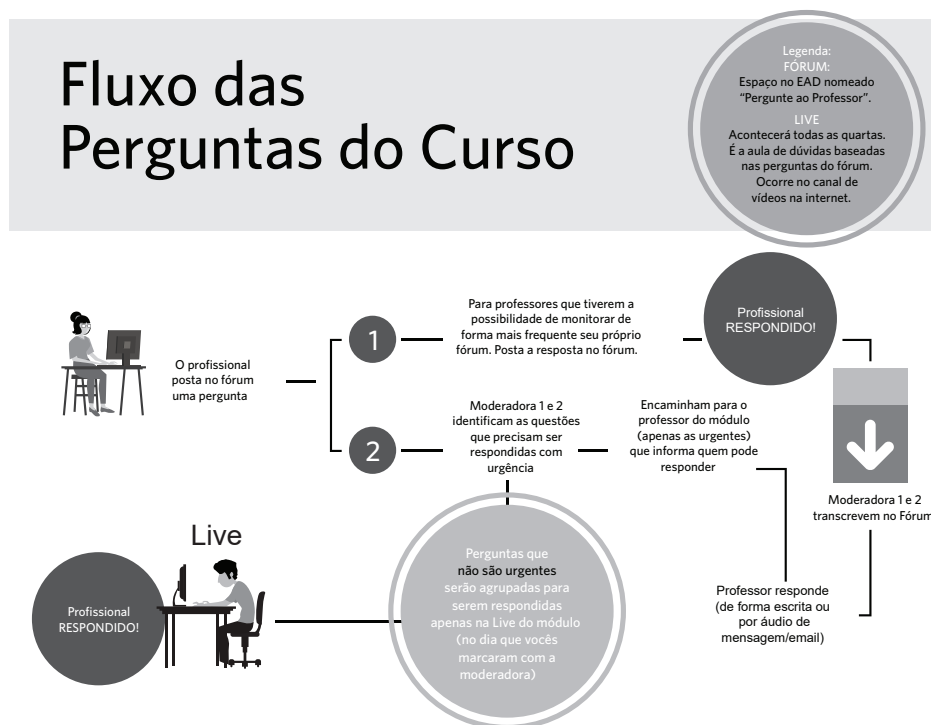 Fluxo das
Perguntas do Curso
Legenda:
FÓRUM:
Espaço no EAD nomeado
“Pergunte ao Professor”.
LIVE
Acontecerá todas as quartas.
É a aula de dúvidas baseadas
nas perguntas do fórum.
Ocorre no canal de
vídeos na internet.
O profissional
posta no fórum
uma pergunta
1
Para professores que tiverem a
possibilidade de monitorar de
forma mais frequente seu próprio
fórum. Posta a resposta no fórum.
Profissional
RESPONDIDO!
2
Moderadora 1 e 2
identificam as questões
que precisam ser
respondidas com
urgência
Encaminham para o
professor do módulo
(apenas as urgentes)
que informa quem pode
responder
Professor responde
(de forma escrita ou
por áudio de
mensagem/email)
Moderadora 1 e 2
transcrevem no Fórum
Perguntas que
não são urgentes
serão agrupadas para
serem respondidas
apenas na Live do módulo
(no dia que vocês
marcaram com a
moderadora)
Live
Profissional
RESPONDIDO!